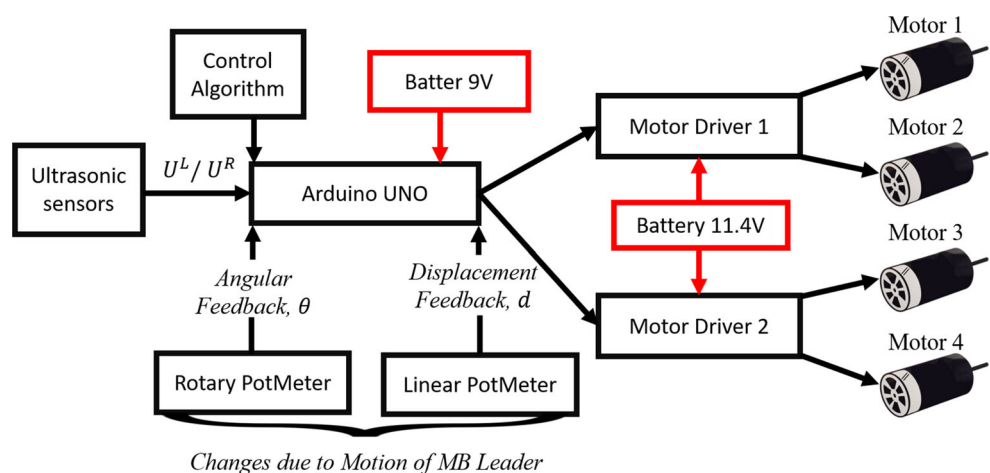 Control
Algorithm
Batter 9V
Motor 1
Motor Driver 1
Motor 2
Ultrasonic
sensors
U^L/ U^R
Arduino UNO
Battery 11.4V
Motor 3
Angular
Feedback, θ
Displacement
Feedback, d
Motor Driver 2
Motor 4
Rotary PotMeter
Linear PotMeter
Changes due to Motion of MB Leader